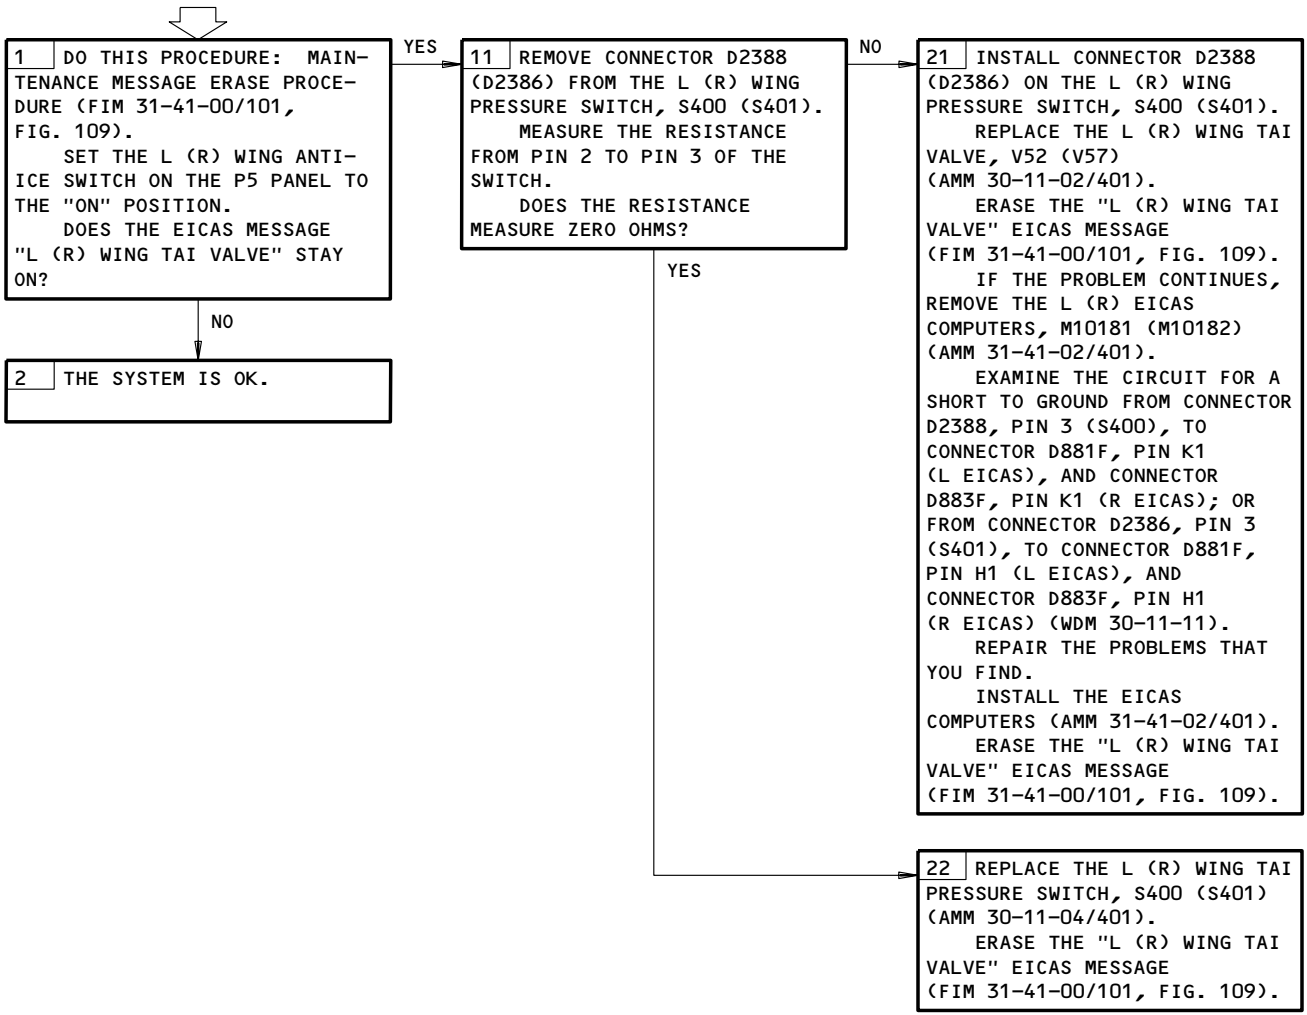 1 DO THIS PROCEDURE: MAIN-
TENANCE MESSAGE ERASE PROCE-
DURE (FIM 31-41-00/101,
FIG. 109).
SET THE L (R) WING ANTI-
ICE SWITCH ON THE P5 PANEL TO
THE "ON" POSITION.
DOES THE EICAS MESSAGE
"L (R) WING TAI VALVE" STAY
ON?
YES
NO
2 THE SYSTEM IS OK.
11 REMOVE CONNECTOR D2388
(D2386) FROM THE L (R) WING
PRESSURE SWITCH, S400 (S401).
MEASURE THE RESISTANCE
FROM PIN 2 TO PIN 3 OF THE
SWITCH.
DOES THE RESISTANCE
MEASURE ZERO OHMS?
NO
YES
21 INSTALL CONNECTOR D2388
(D2386) ON THE L (R) WING
PRESSURE SWITCH, S400 (S401).
REPLACE THE L (R) WING TAI
VALVE, V52 (V57)
(AMM 30-11-02/401).
ERASE THE "L (R) WING TAI
VALVE" EICAS MESSAGE
(FIM 31-41-00/101, FIG. 109).
IF THE PROBLEM CONTINUES,
REMOVE THE L (R) EICAS
COMPUTERS, M10181 (M10182)
(AMM 31-41-02/401).
EXAMINE THE CIRCUIT FOR A
SHORT TO GROUND FROM CONNECTOR
D2388, PIN 3 (S400), TO
CONNECTOR D881F, PIN K1
(L EICAS), AND CONNECTOR
D883F, PIN K1 (R EICAS); OR
FROM CONNECTOR D2386, PIN 3
(S401), TO CONNECTOR D881F,
PIN H1 (L EICAS), AND
CONNECTOR D883F, PIN H1
(R EICAS) (WDM 30-11-11).
REPAIR THE PROBLEMS THAT
YOU FIND.
INSTALL THE EICAS
COMPUTERS (AMM 31-41-02/401).
ERASE THE "L (R) WING TAI
VALVE" EICAS MESSAGE
(FIM 31-41-00/101, FIG. 109).
22 REPLACE THE L (R) WING TAI
PRESSURE SWITCH, S400 (S401)
(AMM 30-11-04/401).
ERASE THE "L (R) WING TAI
VALVE" EICAS MESSAGE
(FIM 31-41-00/101, FIG. 109).